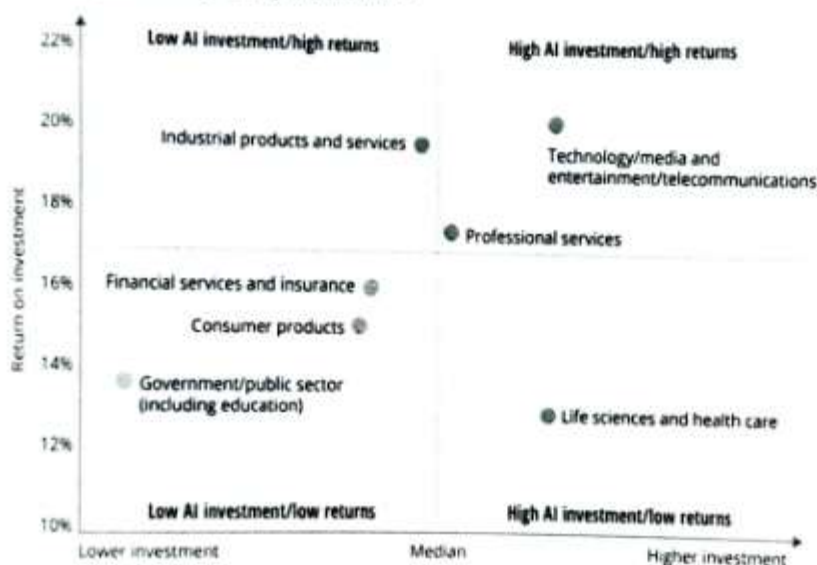 22%
Low AI investment/high returns
High AI investment/high returns
20%
Industrial products and services
Technology/media and
entertainment/telecommunications
18%
Professional services
Return on investment
16%
Financial services and insurance
Consumer products
14%
Government/public sector
(including education)
Life sciences and health care
12%
Low AI investment/low returns
High AI investment/low returns
10%
Lower investment
Median
Higher investment